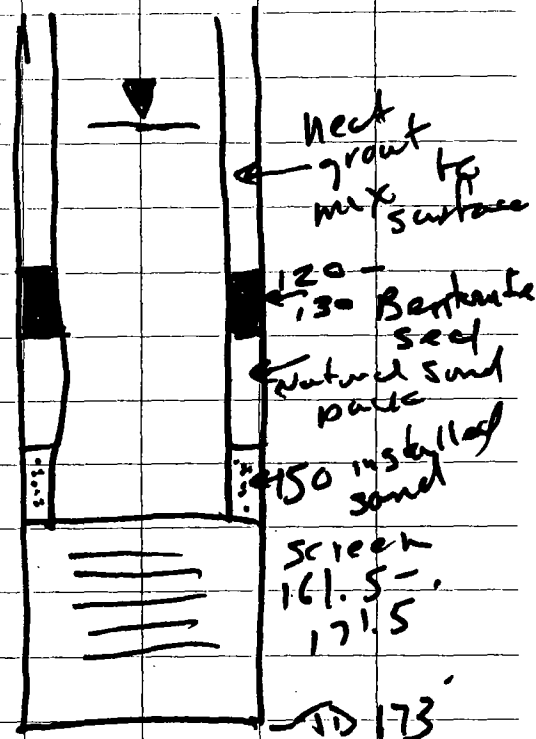 neat
grout to
mix surface
120 -
130 Bentonite
seal
Natural sand
pack
150 installed
sand
screen
161.5 -
171.5
TD 173'